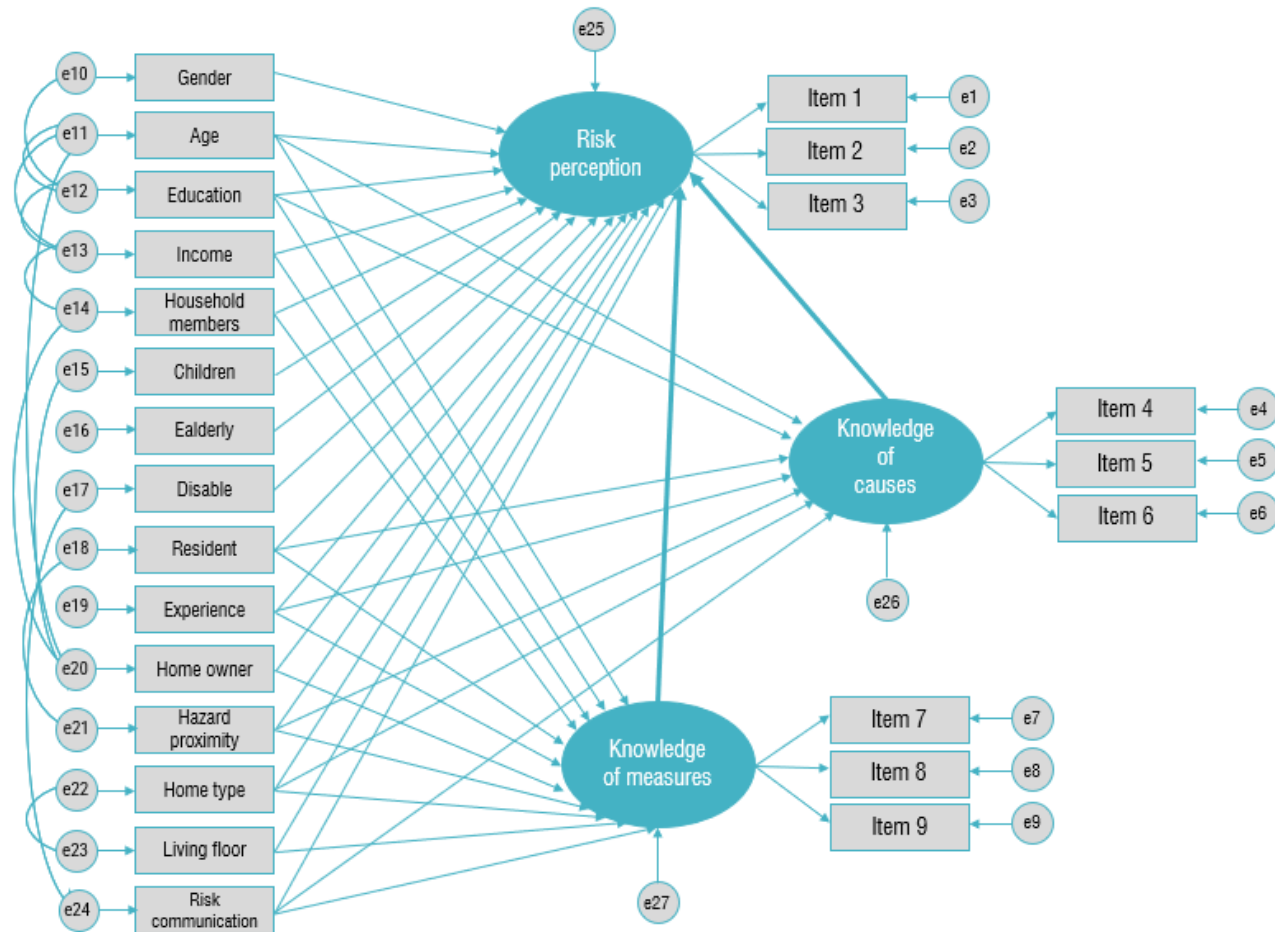 e25
e10
Gender
Risk
perception
Item 1
e1
e11
Age
Item 2
e2
e12
Education
Item 3
e3
e13
Income
e14
Household
members
e15
Children
e16
Ealderly
Knowledge
of
causes
Item 4
e4
e17
Disable
Item 5
e5
e18
Resident
Item 6
e6
e19
Experience
e26
e20
Home owner
e21
Hazard
proximity
Knowledge
of measures
Item 7
e7
e22
Home type
Item 8
e8
e23
Living floor
Item 9
e9
e24
Risk
communication
e27